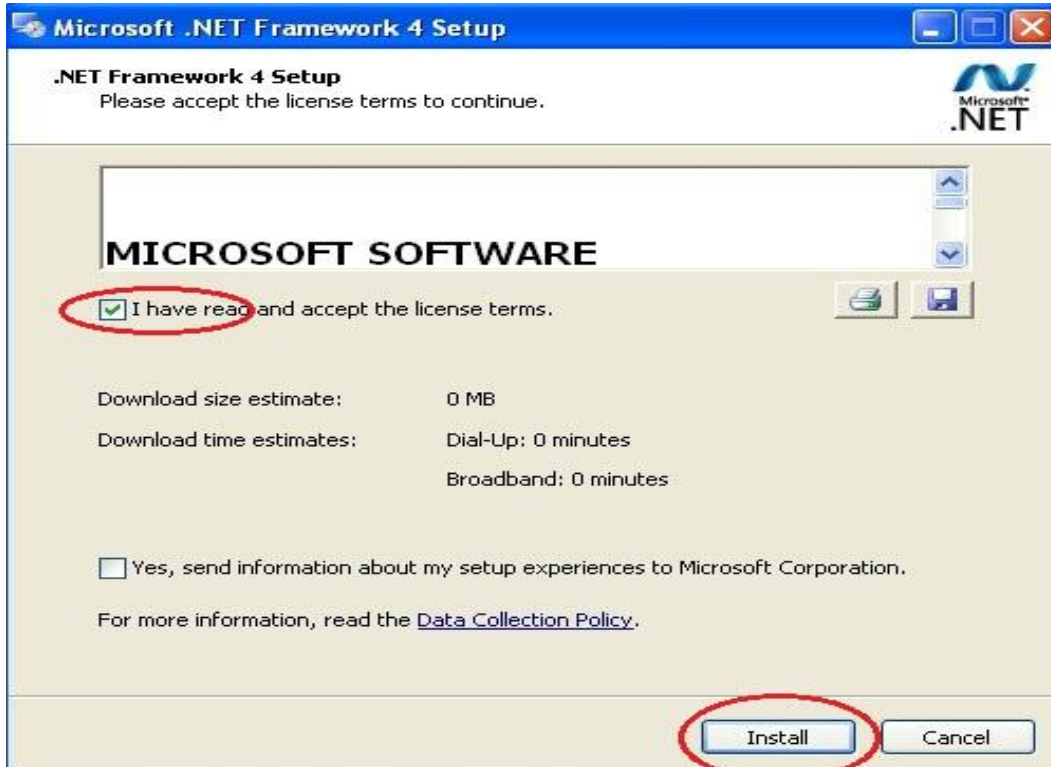 Microsoft .NET Framework 4 Setup
.NET Framework 4 Setup
Please accept the license terms to continue.
Microsoft®
.NET
MICROSOFT SOFTWARE
I have read and accept the license terms.
Download size estimate: 0 MB
Download time estimates: Dial-Up: 0 minutes
Broadband: 0 minutes
Yes, send information about my setup experiences to Microsoft Corporation.
For more information, read the Data Collection Policy.
Install Cancel